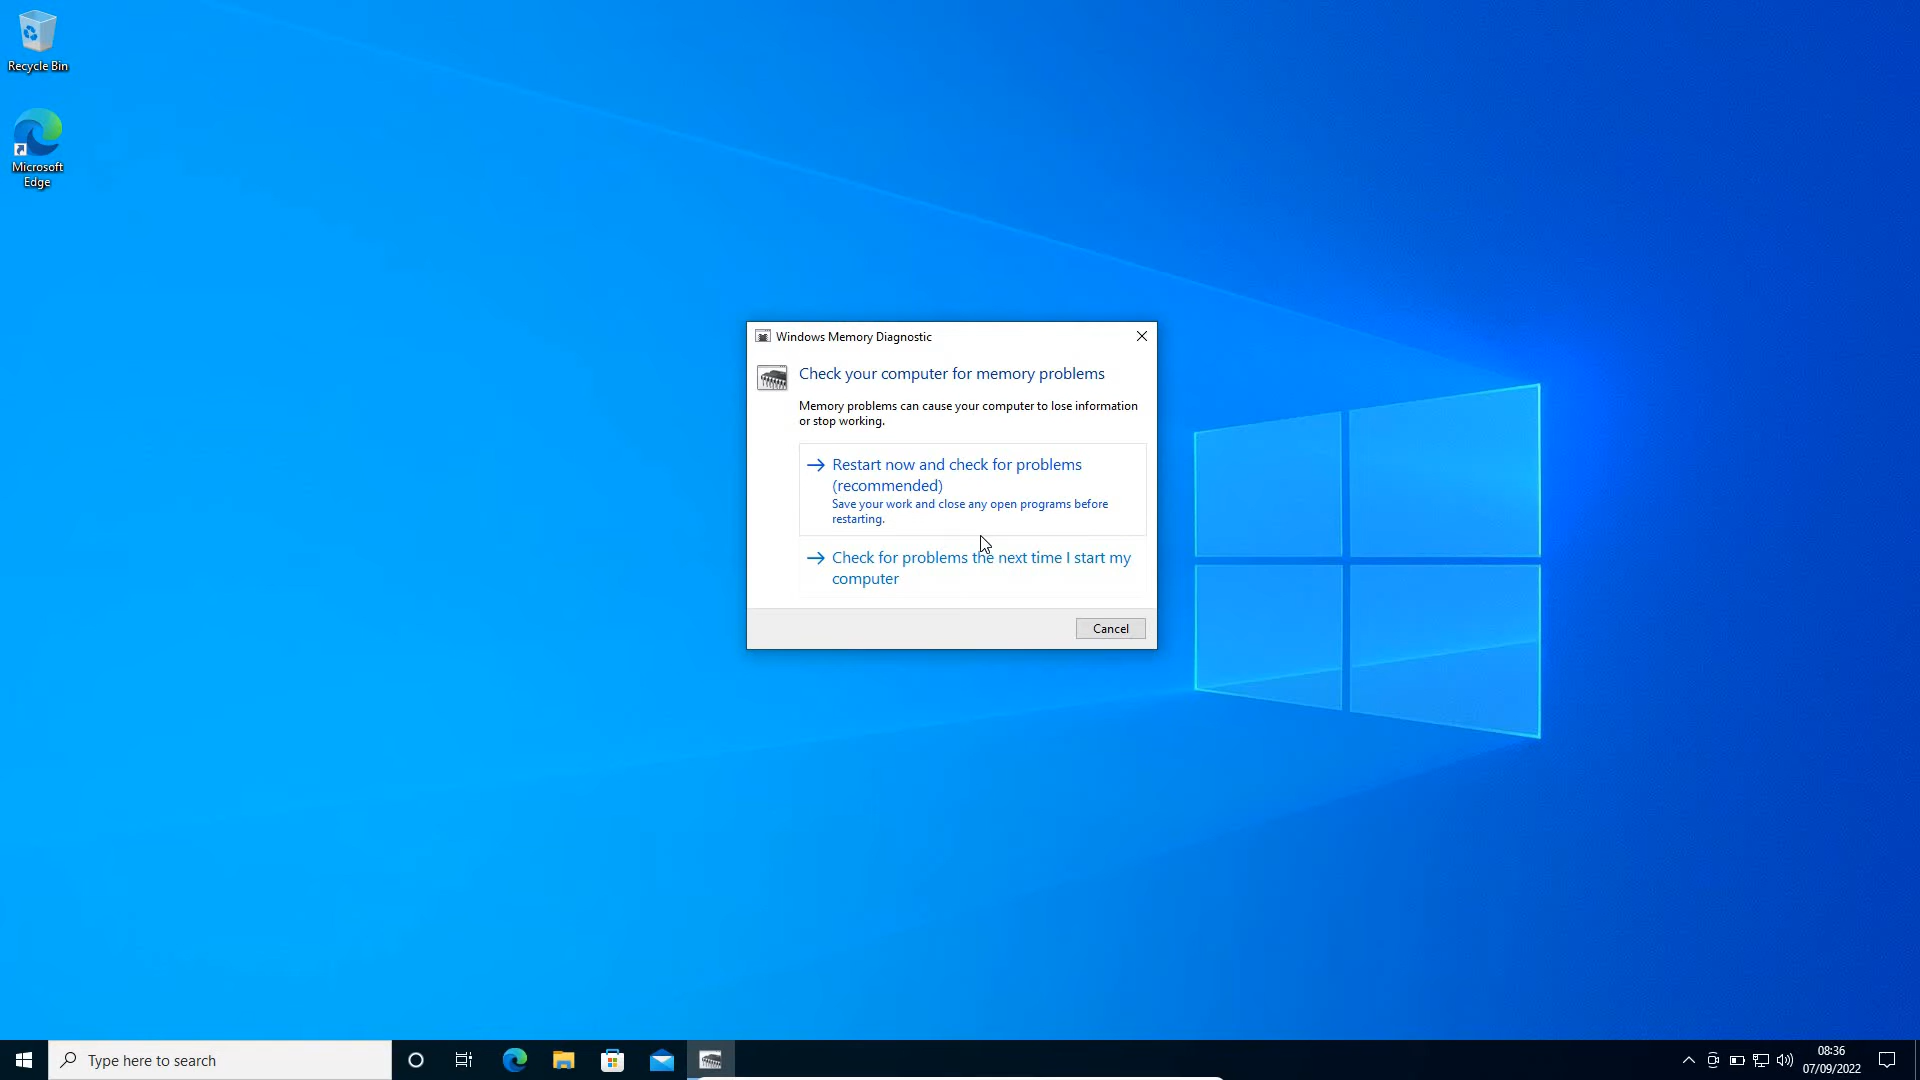 Recycle Bin
Microsoft
Edge
Windows Memory Diagnostic
Check your computer for memory problems
Memory problems can cause your computer to lose information
or stop working.
Restart now and check for problems
(recommended)
Save your work and close any open programs before
restarting.
Check for problems the next time I start my
computer
Cancel
Type here to search
08:36
07/09/2022